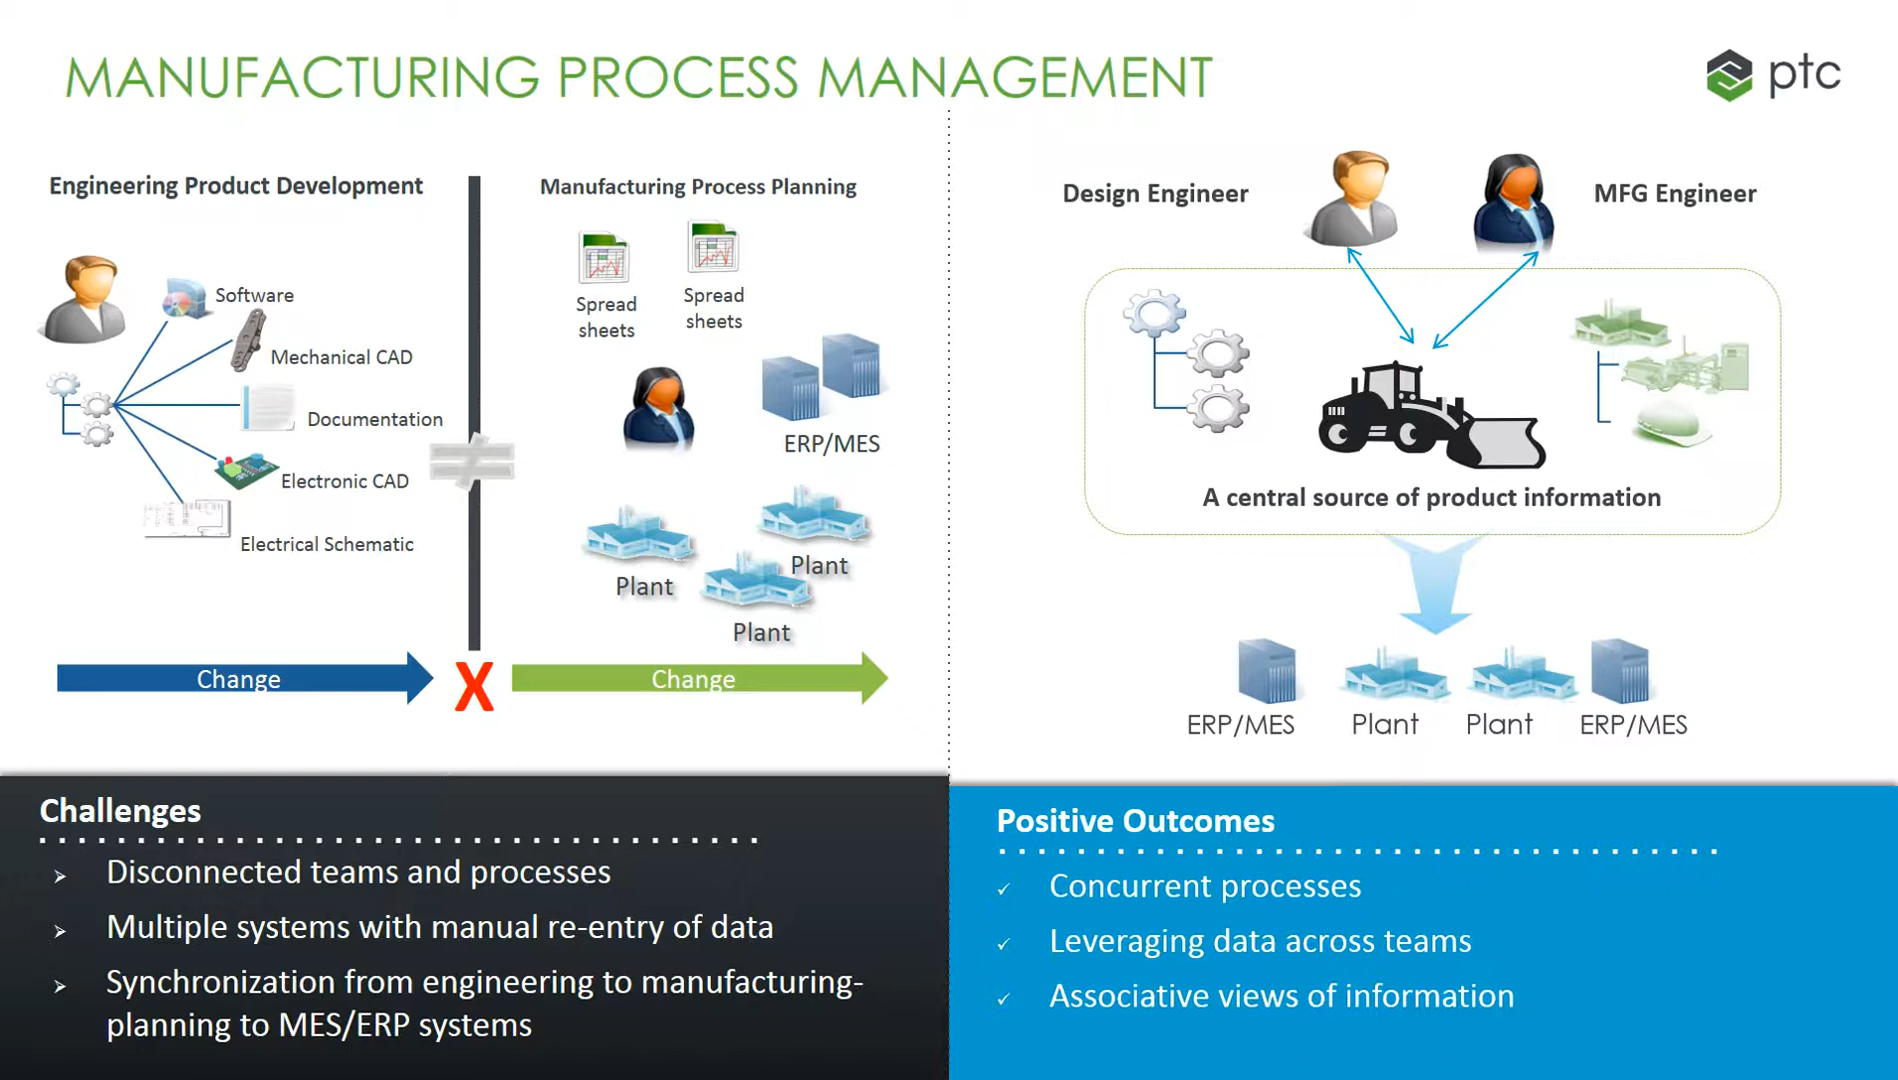 MANUFACTURING PROCESS MANAGEMENT
ptc
Engineering Product Development
Software
Mechanical CAD
Documentation
Electronic CAD
Electrical Schematic
Change
X
Manufacturing Process Planning
Spread
sheets
Spread
sheets
ERP/MES
Plant
Plant
Plant
Change
Design Engineer
MFG Engineer
A central source of product information
ERP/MES
Plant
Plant
ERP/MES
Challenges
Disconnected teams and processes
Multiple systems with manual re-entry of data
Synchronization from engineering to manufacturing-
planning to MES/ERP systems
Positive Outcomes
Concurrent processes
Leveraging data across teams
Associative views of information